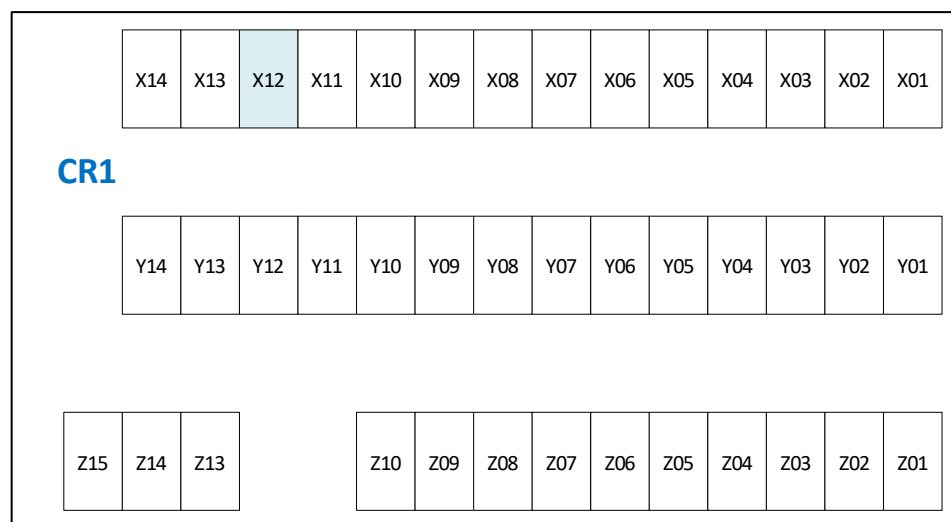 X14 X13 X12 X11 X10 X09 X08 X07 X06 X05 X04 X03 X02 X01
CR1
Y14 Y13 Y12 Y11 Y10 Y09 Y08 Y07 Y06 Y05 Y04 Y03 Y02 Y01
Z15 Z14 Z13 Z10 Z09 Z08 Z07 Z06 Z05 Z04 Z03 Z02 Z01